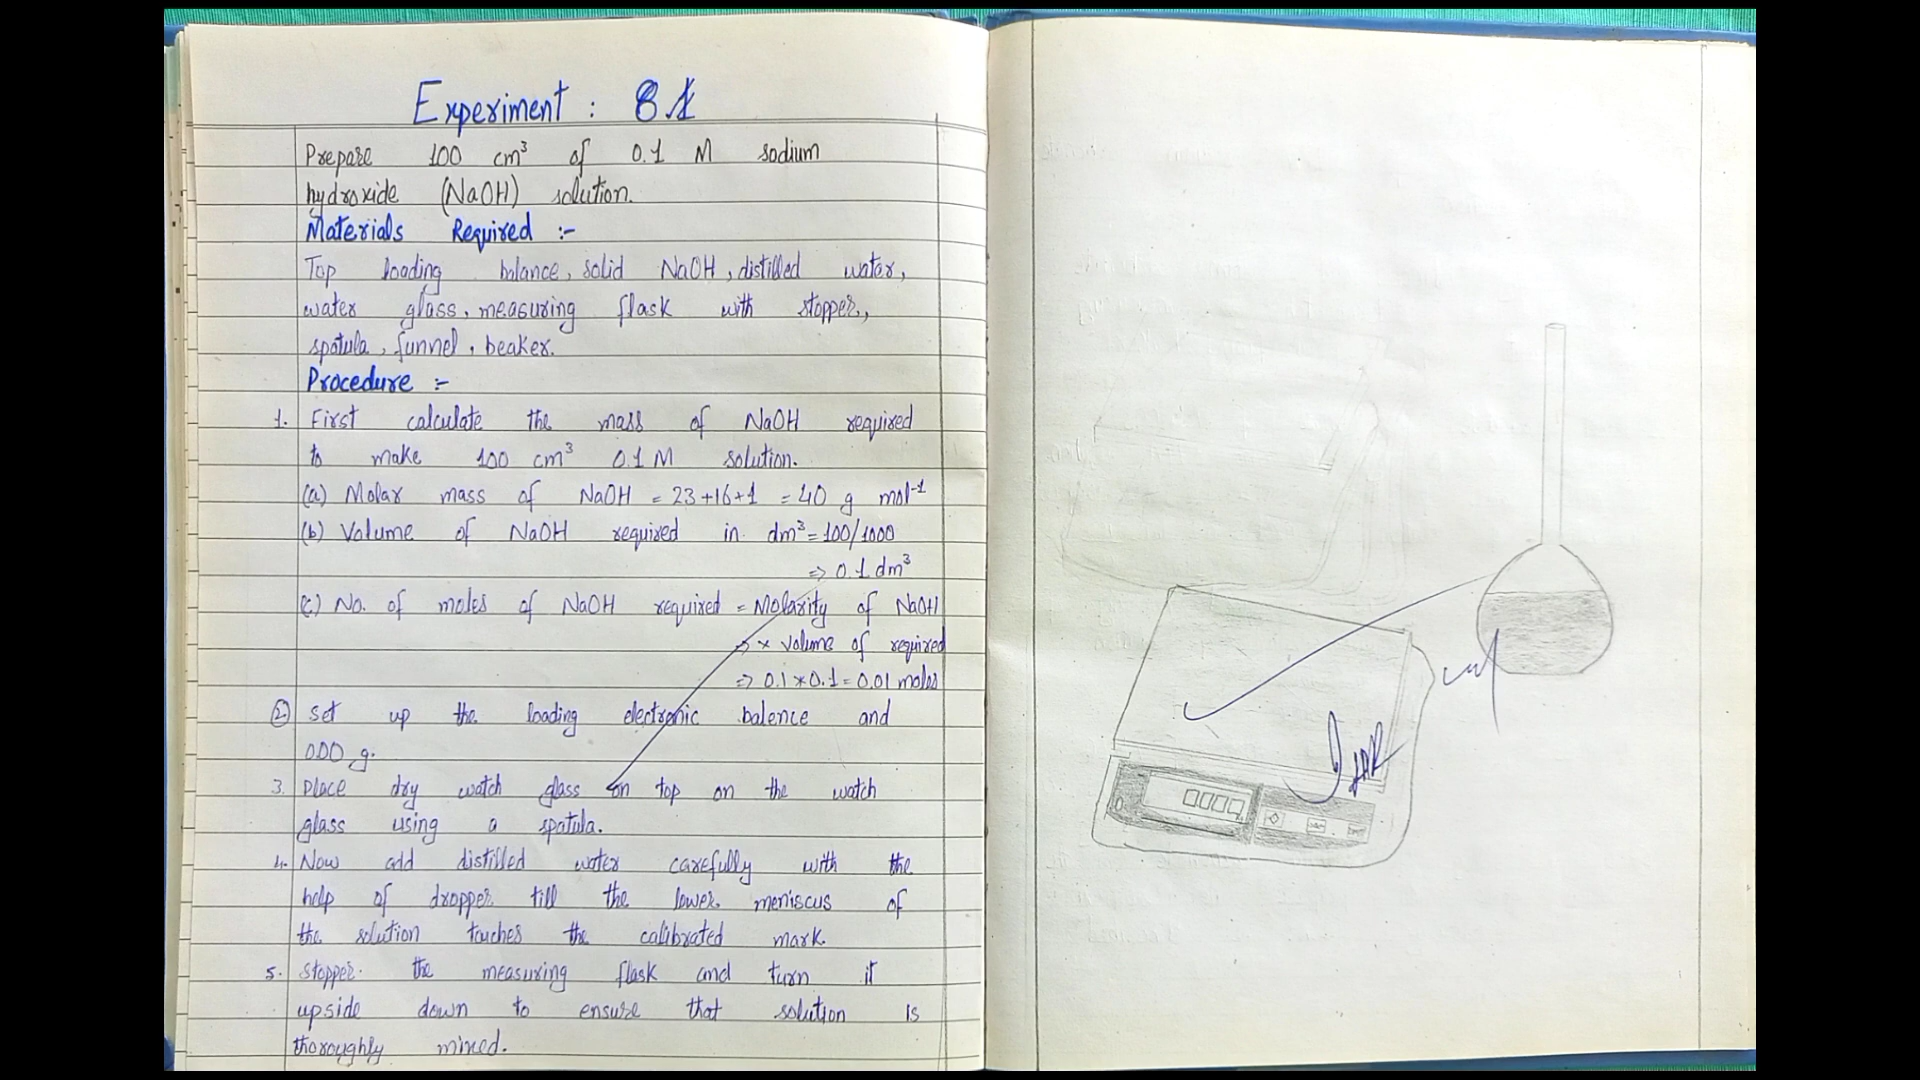 Experiment : 8.1
Prepare 100 cm³ of 0.1 M sodium
hydroxide (NaOH) solution.
Materials Required :-
Top loading balance, solid NaOH, distilled water,
water glass, measuring flask with stopper,
spatula, funnel, beaker.
Procedure :-
1. First calculate the mass of NaOH required
to make 100 cm³ 0.1 M solution.
(a) Molar mass of NaOH = 23+16+1 = 40 g mol⁻¹
(b) Volume of NaOH required in dm³ = 100/1000
=> 0.1 dm³
(c) No. of moles of NaOH required = Molarity of NaOH
=> × volume of required
=> 0.1 × 0.1 = 0.01 moles
② Set up the loading electronic balence and
000 g.
3. Place dry watch glass on top on the watch
glass using a spatula.
4. Now add distilled water carefully with the
help of dropper till the lower meniscus of
the solution touches the calibrated mark.
5. Stopper the measuring flask and turn it
upside down to ensure that solution is
thoroughly mixed.
0000